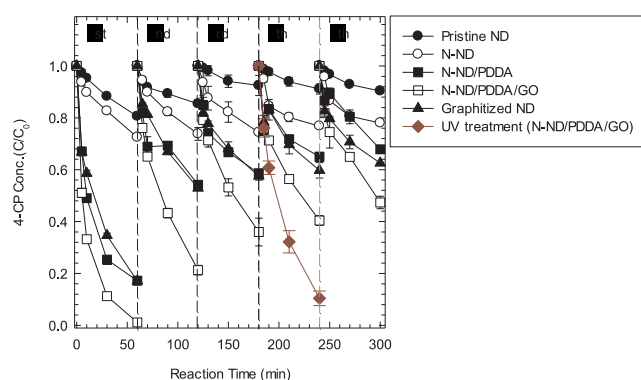 st nd rd th th
Pristine ND
N-ND
N-ND/PDDA
N-ND/PDDA/GO
Graphitized ND
UV treatment (N-ND/PDDA/GO)
4-CP Conc.(C/C₀)
1.0
0.8
0.6
0.4
0.2
0.0
0 50 100 150 200 250 300
Reaction Time (min)